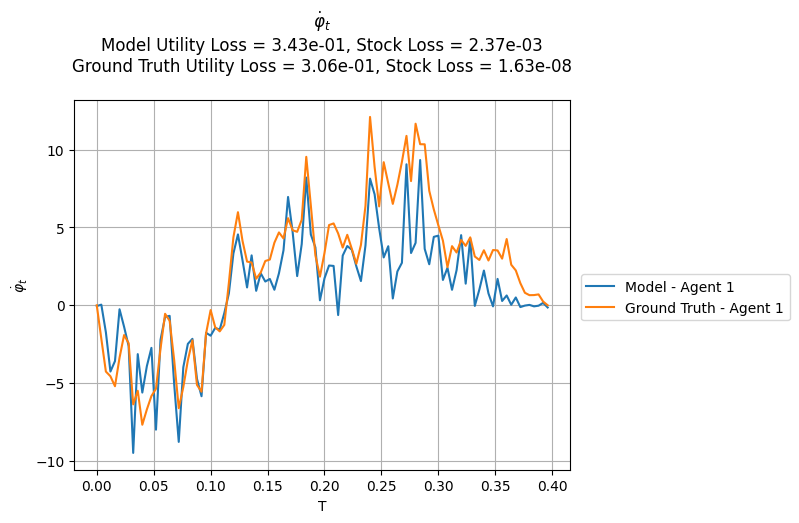 φ̇ₜ
Model Utility Loss = 3.43e-01, Stock Loss = 2.37e-03
Ground Truth Utility Loss = 3.06e-01, Stock Loss = 1.63e-08
10
5
0
−5
−10
φ̇ₜ
0.00 0.05 0.10 0.15 0.20 0.25 0.30 0.35 0.40
T
Model - Agent 1
Ground Truth - Agent 1